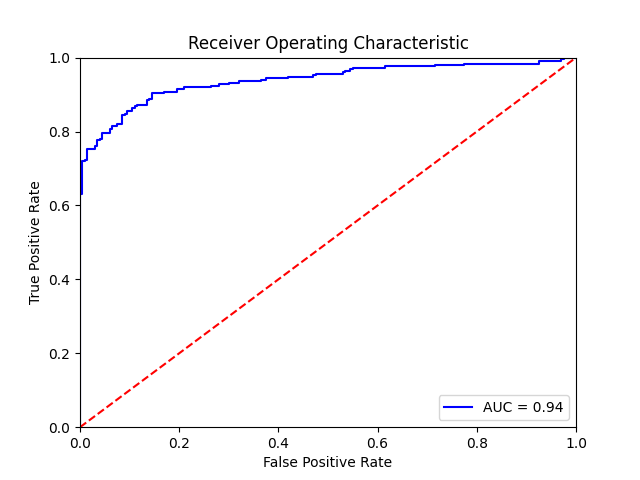 Receiver Operating Characteristic
True Positive Rate
1.0
0.8
0.6
0.4
0.2
0.0
AUC = 0.94
0.0 0.2 0.4 0.6 0.8 1.0
False Positive Rate